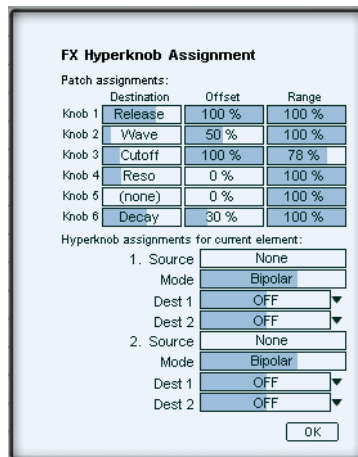 FX Hyperknob Assignment
Patch assignments:
Destination Offset Range
Knob 1 Release 100 % 100 %
Knob 2 Wave 50 % 100 %
Knob 3 Cutoff 100 % 78 %
Knob 4 Reso 0 % 100 %
Knob 5 (none) 0 % 100 %
Knob 6 Decay 30 % 100 %
Hyperknob assignments for current element:
1. Source None
Mode Bipolar
Dest 1 OFF
Dest 2 OFF
2. Source None
Mode Bipolar
Dest 1 OFF
Dest 2 OFF
OK